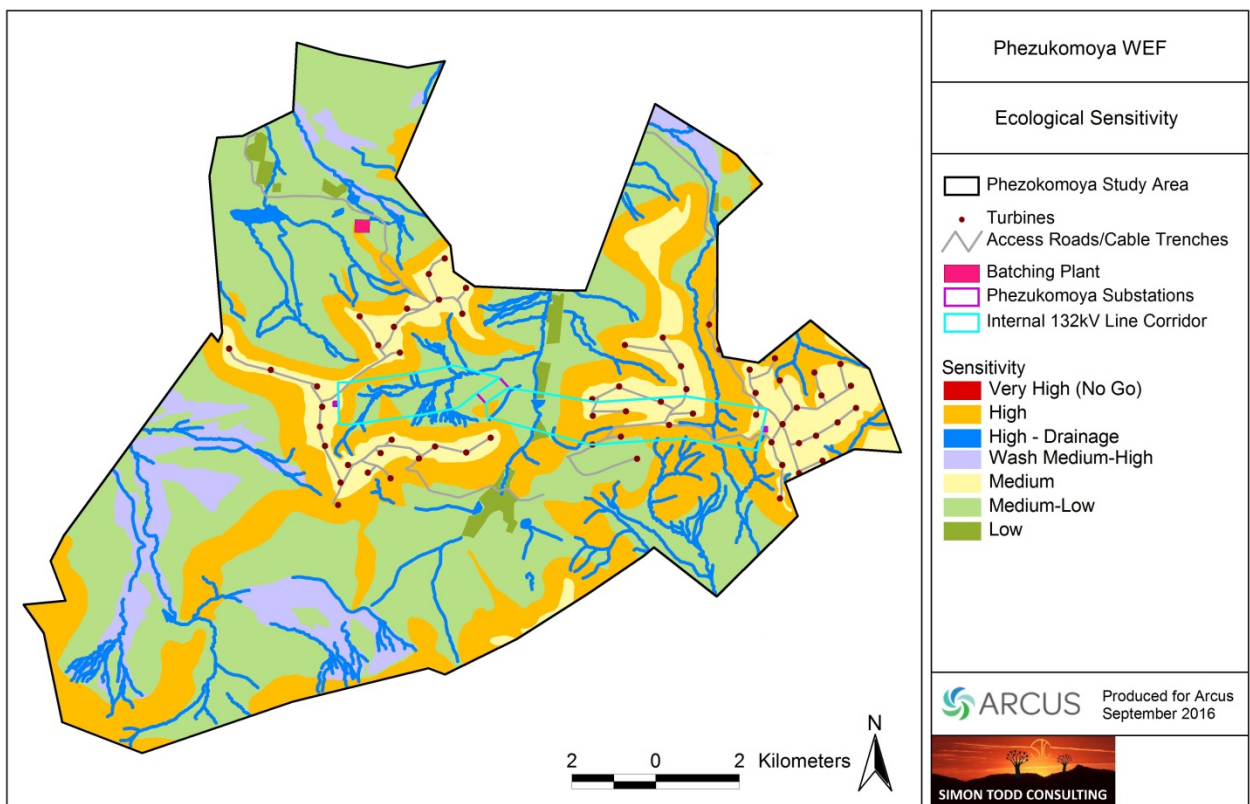 Phezukomoya WEF
Ecological Sensitivity
Phezokomoya Study Area
Turbines
Access Roads/Cable Trenches
Batching Plant
Phezukomoya Substations
Internal 132kV Line Corridor
Sensitivity
Very High (No Go)
High
High - Drainage
Wash Medium-High
Medium
Medium-Low
Low
N
2 0 2 Kilometers
ARCUS
Produced for Arcus
September 2016
SIMON TODD CONSULTING